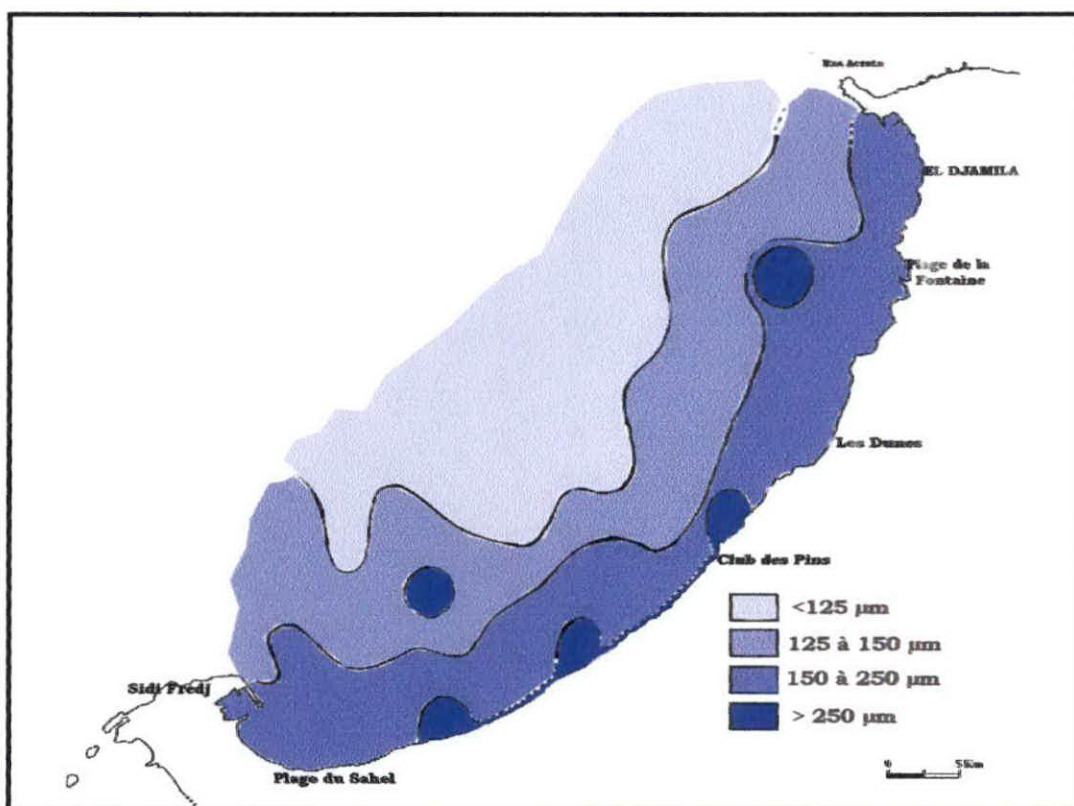 EL DJAMILA
Plage de la
Fontaine
Les Dunes
Club des Pins
<125 µm
125 à 150 µm
150 à 250 µm
> 250 µm
Sidi Frédj
Plage du Sahel